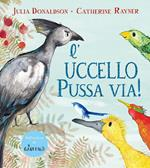 JULIA DONALDSON • CATHERINE RAYNER
L'
UCCELLO
PUSSA VIA!